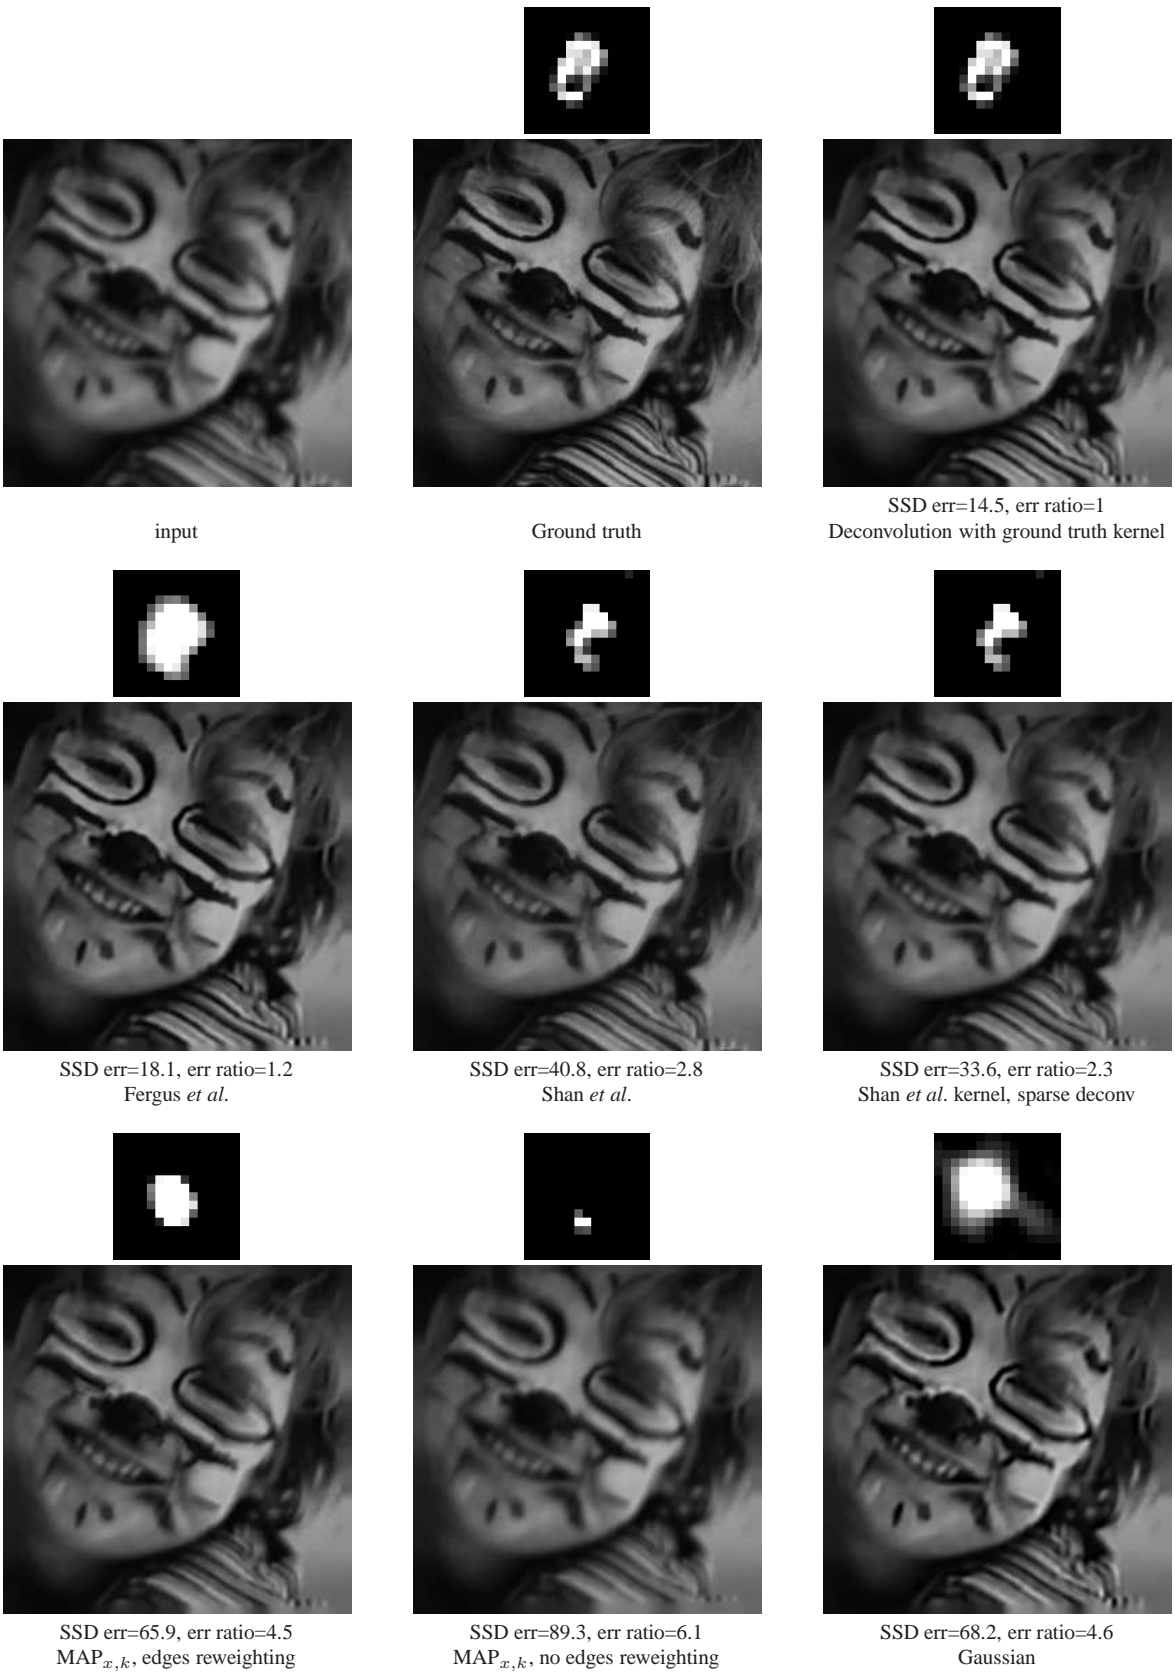 SSD err=14.5, err ratio=1
input
Ground truth
Deconvolution with ground truth kernel
SSD err=18.1, err ratio=1.2
Fergus et al.
SSD err=40.8, err ratio=2.8
Shan et al.
SSD err=33.6, err ratio=2.3
Shan et al. kernel, sparse deconv
SSD err=65.9, err ratio=4.5
MAPx,k, edges reweighting
SSD err=89.3, err ratio=6.1
MAPx,k, no edges reweighting
SSD err=68.2, err ratio=4.6
Gaussian